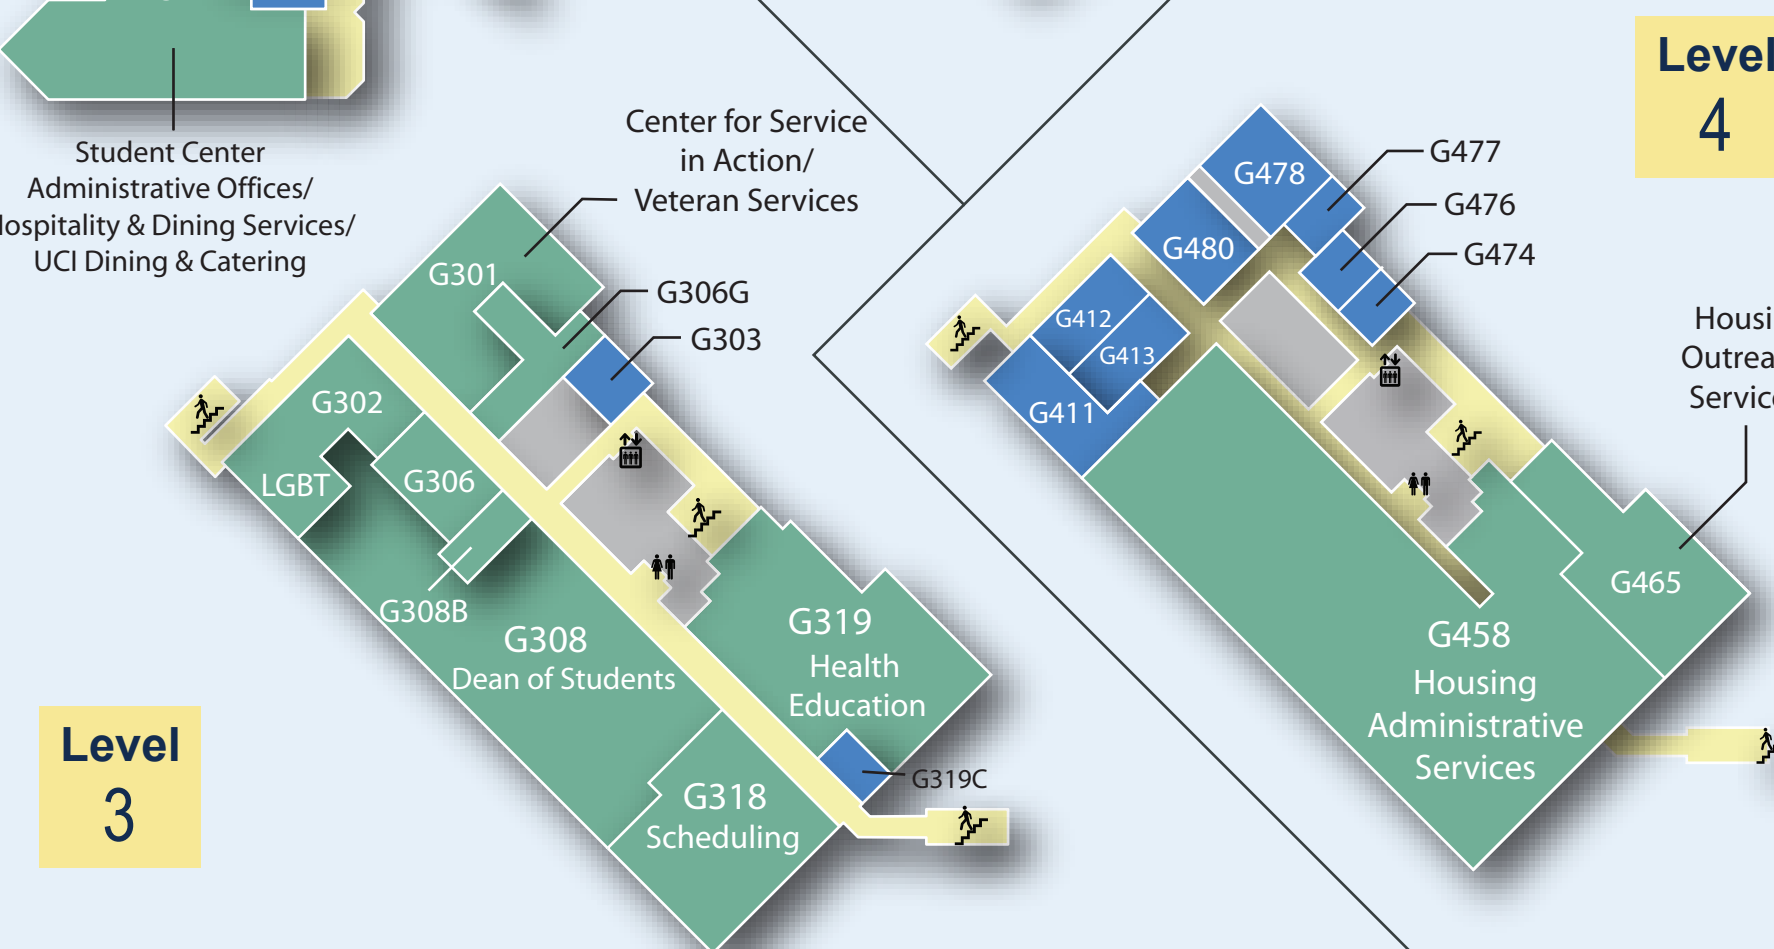 Student Center
Administrative Offices/
Hospitality & Dining Services/
UCI Dining & Catering
Center for Service
in Action/
Veteran Services
G301
G306G
G303
G302
LGBT
G306
G308B
G308
Dean of Students
G319
Health
Education
G319C
G318
Scheduling
Level
3
Level
4
G478
G477
G476
G474
G480
G412
G413
G411
G465
G458
Housing
Administrative
Services
Housi
Outrea
Service